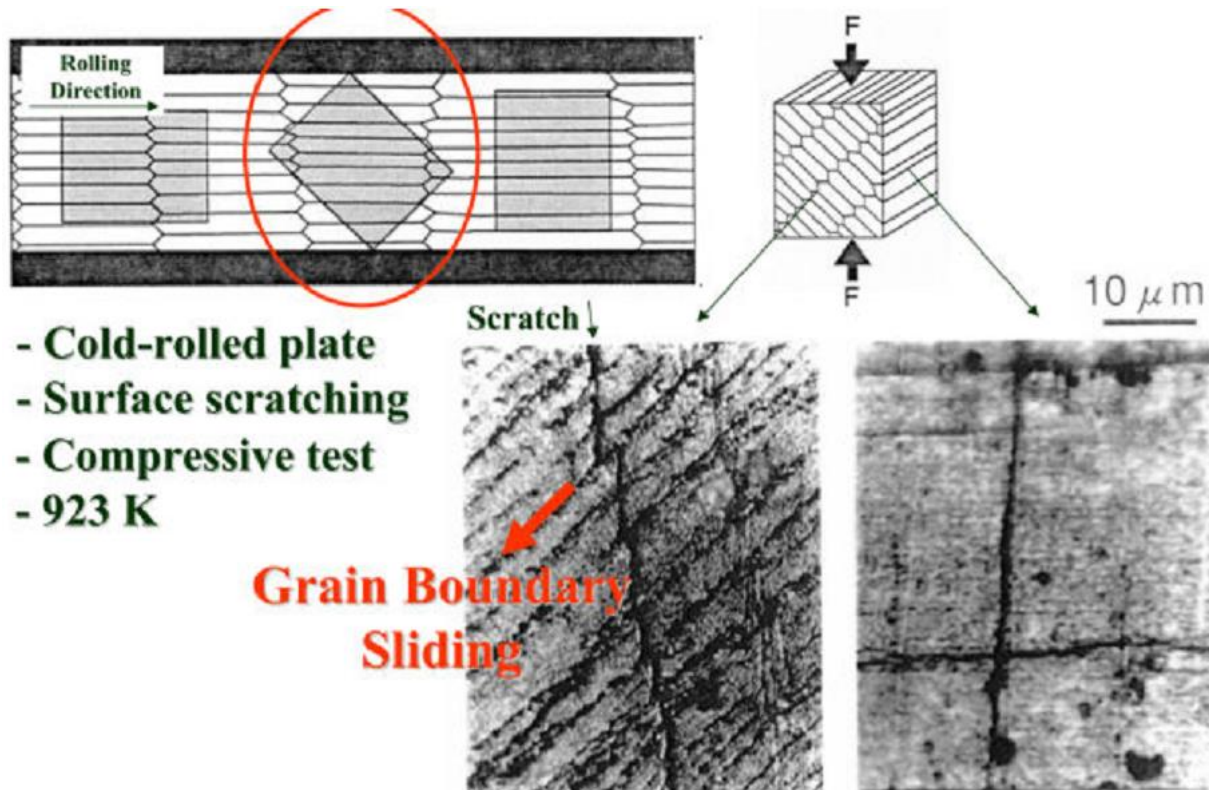 Rolling
Direction
F
F
10 μm
Scratch
- Cold-rolled plate
- Surface scratching
- Compressive test
- 923 K
Grain Boundary
Sliding